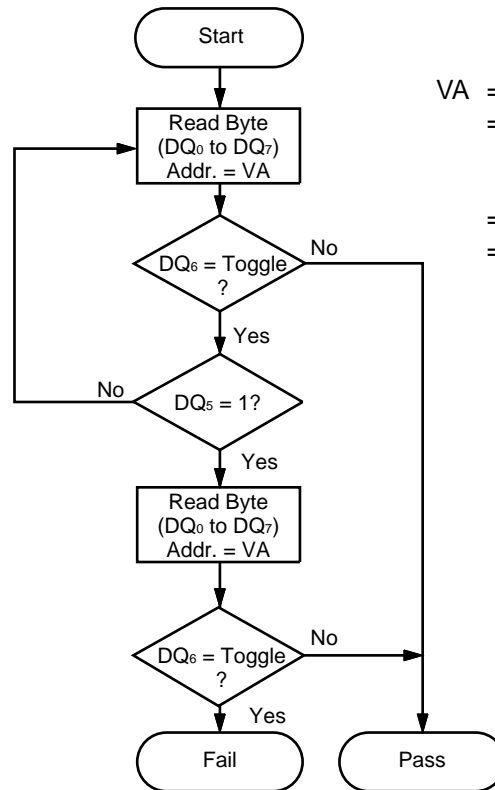 Start
VA =
=
=
=
Read Byte
(DQ₀ to DQ₇)
Addr. = VA
DQ₆ = Toggle
?
No
Yes
DQ₅ = 1?
No
Yes
Read Byte
(DQ₀ to DQ₇)
Addr. = VA
DQ₆ = Toggle
?
No
Yes
Fail
Pass